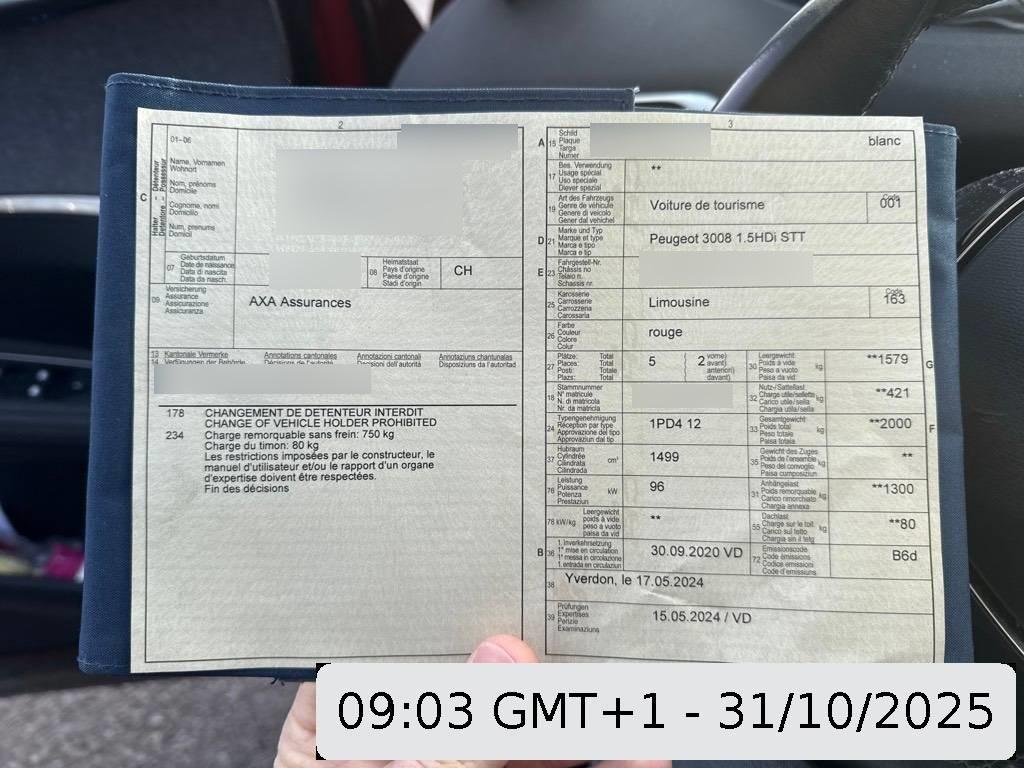 2
01-06
Name, Vornamen
Wohnort
Nom, prénoms
Domicile
Cognome, nomi
Domicilio
Num, prenums
Domicil
C
Halter – Détenteur
Detentore – Possessur
07
Geburtsdatum
Date de naissance
Data di nascita
Data da nasch.
08
Heimatstaat
Pays d'origine
Paese d'origine
Stadi d'origin
CH
09
Versicherung
Assurance
Assicurazione
Assicuranza
AXA Assurances
13 Kantonale Vermerke Annotations cantonales Annotazioni cantonali Annotaziuns chantunalas
14 Verfügungen der Behörde Décisions de l'autorité Decisioni dell'autorità Disposiziuns da l'autoritad
178 CHANGEMENT DE DETENTEUR INTERDIT
CHANGE OF VEHICLE HOLDER PROHIBITED
234 Charge remorquable sans frein: 750 kg
Charge du timon: 80 kg
Les restrictions imposées par le constructeur, le
manuel d'utilisateur et/ou le rapport d'un organe
d'expertise doivent être respectées.
Fin des décisions
3
A 15
Schild
Plaque
Targa
Numer
blanc
17
Bes. Verwendung
Usage spécial
Uso speciale
Diever spezial
**
19
Art des Fahrzeugs
Genre de véhicule
Genere di veicolo
Gener dal vehichel
Voiture de tourisme
Code
001
D 21
Marke und Typ
Marque et type
Marca e tipo
Marca e tip
Peugeot 3008 1.5HDi STT
E 23
Fahrgestell-Nr.
Châssis no
Telaio n.
Schassis nr.
25
Karosserie
Carrosserie
Carrozzeria
Carossaria
Limousine
Code
163
26
Farbe
Couleur
Colore
Colur
rouge
27
Plätze: Total
Places: Total
Posti: Totale
Plazs: Total
5
2
vorne)
avant)
anteriori)
davant)
30
Leergewicht
Poids à vide
Peso a vuoto
Paisa da vid
kg
**1579
G
18
Stammnummer
N° matricule
N. di matricola
Nr. da matricla
32
Nutz-/Sattellast
Charge utile/sellette
Carico utile/sella
Chargia utila/sella
kg
**421
24
Typengenehmigung
Réception par type
Approvazione del tipo
Approvaziun dal tip
1PD4 12
33
Gesamtgewicht
Poids total
Peso totale
Paisa totala
kg
**2000
F
37
Hubraum
Cylindrée
Cilindrata
Cilindrada
cm³
1499
35
Gewicht des Zuges
Poids de l'ensemble
Peso del convoglio
Paisa cumposiziun
kg
**
76
Leistung
Puissance
Potenza
Prestaziun
kW
96
31
Anhängelast
Poids remorquable
Carico rimorchiato
Chargia annexa
kg
**1300
78 kW/kg
Leergewicht
poids à vide
peso a vuoto
paisa da vid
**
55
Dachlast
Charge sur le toit
Carico sul tetto
Chargia sin il tetg
kg
**80
B 36
1. Inverkehrsetzung
1re mise en circulation
1a messa in circolazione
1. entrada en circulaziun
30.09.2020 VD
72
Emissionscode
Code émissions
Codice emissioni
Code d'emissiuns
B6d
38
Yverdon, le 17.05.2024
39
Prüfungen
Expertises
Perizie
Examinaziuns
15.05.2024 / VD
09:03 GMT+1 - 31/10/2025